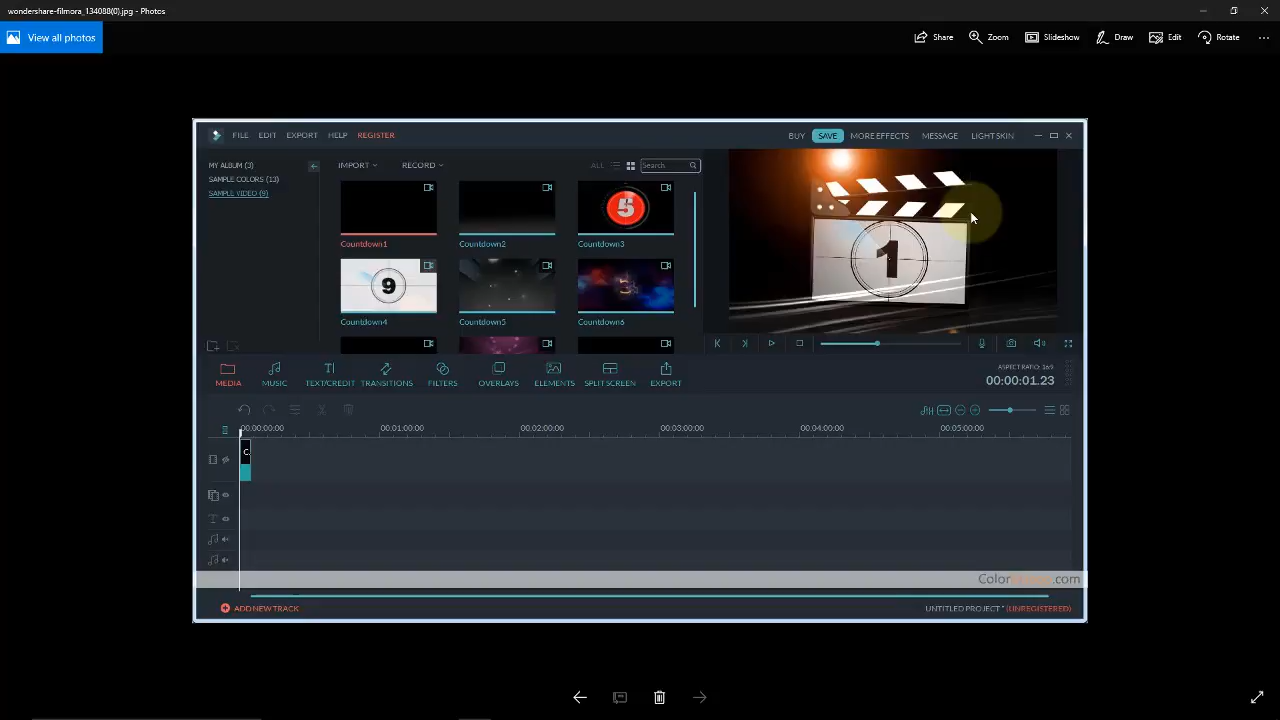 wondershare-filmora_134088(0).jpg - Photos
View all photos
Share
Zoom
Slideshow
Draw
Edit
Rotate
FILE EDIT EXPORT HELP REGISTER
BUY SAVE MORE EFFECTS MESSAGE LIGHT SKIN
MY ALBUM (3)
SAMPLE COLORS (13)
SAMPLE VIDEO (9)
IMPORT RECORD ALL Search
5
Countdown1 Countdown2 Countdown3
9
3
Countdown4 Countdown5 Countdown6
1
MEDIA MUSIC TEXT/CREDIT TRANSITIONS FILTERS OVERLAYS ELEMENTS SPLIT SCREEN EXPORT
ASPECT RATIO: 16:9
00:00:01.23
00:00:00:00 00:01:00:00 00:02:00:00 00:03:00:00 00:04:00:00 00:05:00:00
C
.com
ADD NEW TRACK
UNTITLED PROJECT * (UNREGISTERED)